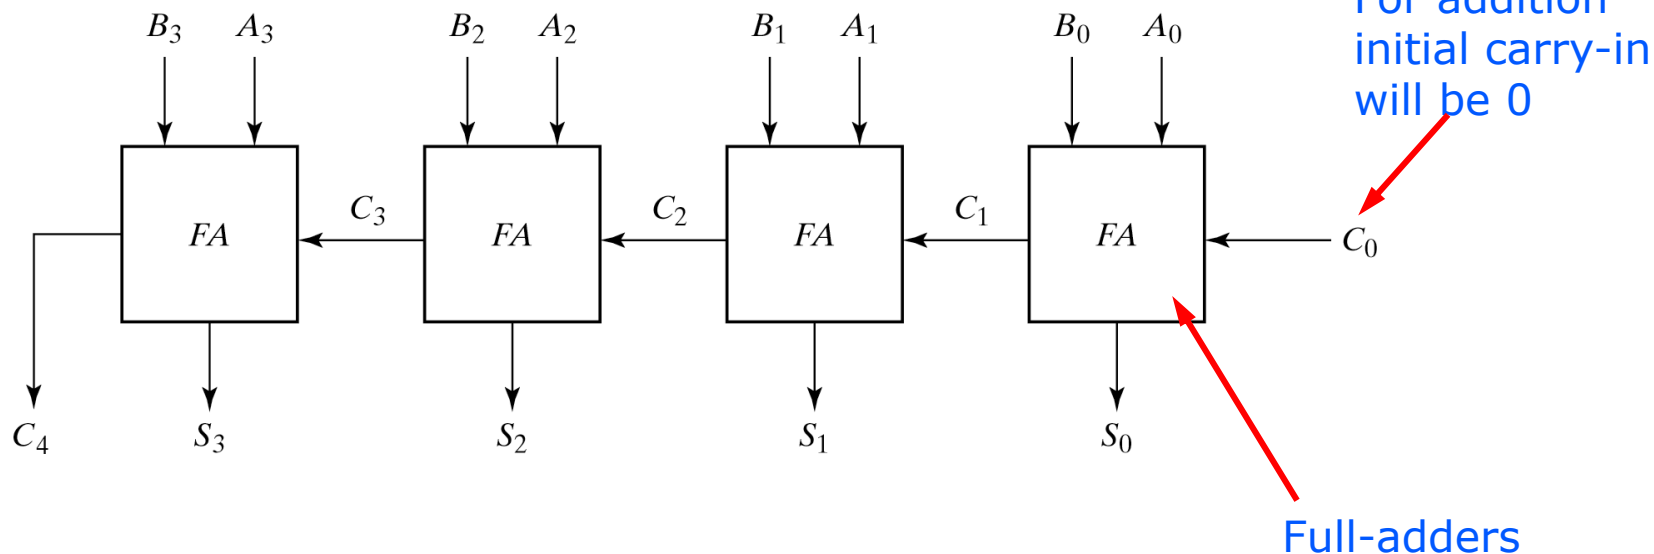 For addition
initial carry-in
will be 0
B3 A3 B2 A2 B1 A1 B0 A0
FA C3 FA C2 FA C1 FA C0
C4 S3 S2 S1 S0
Full-adders